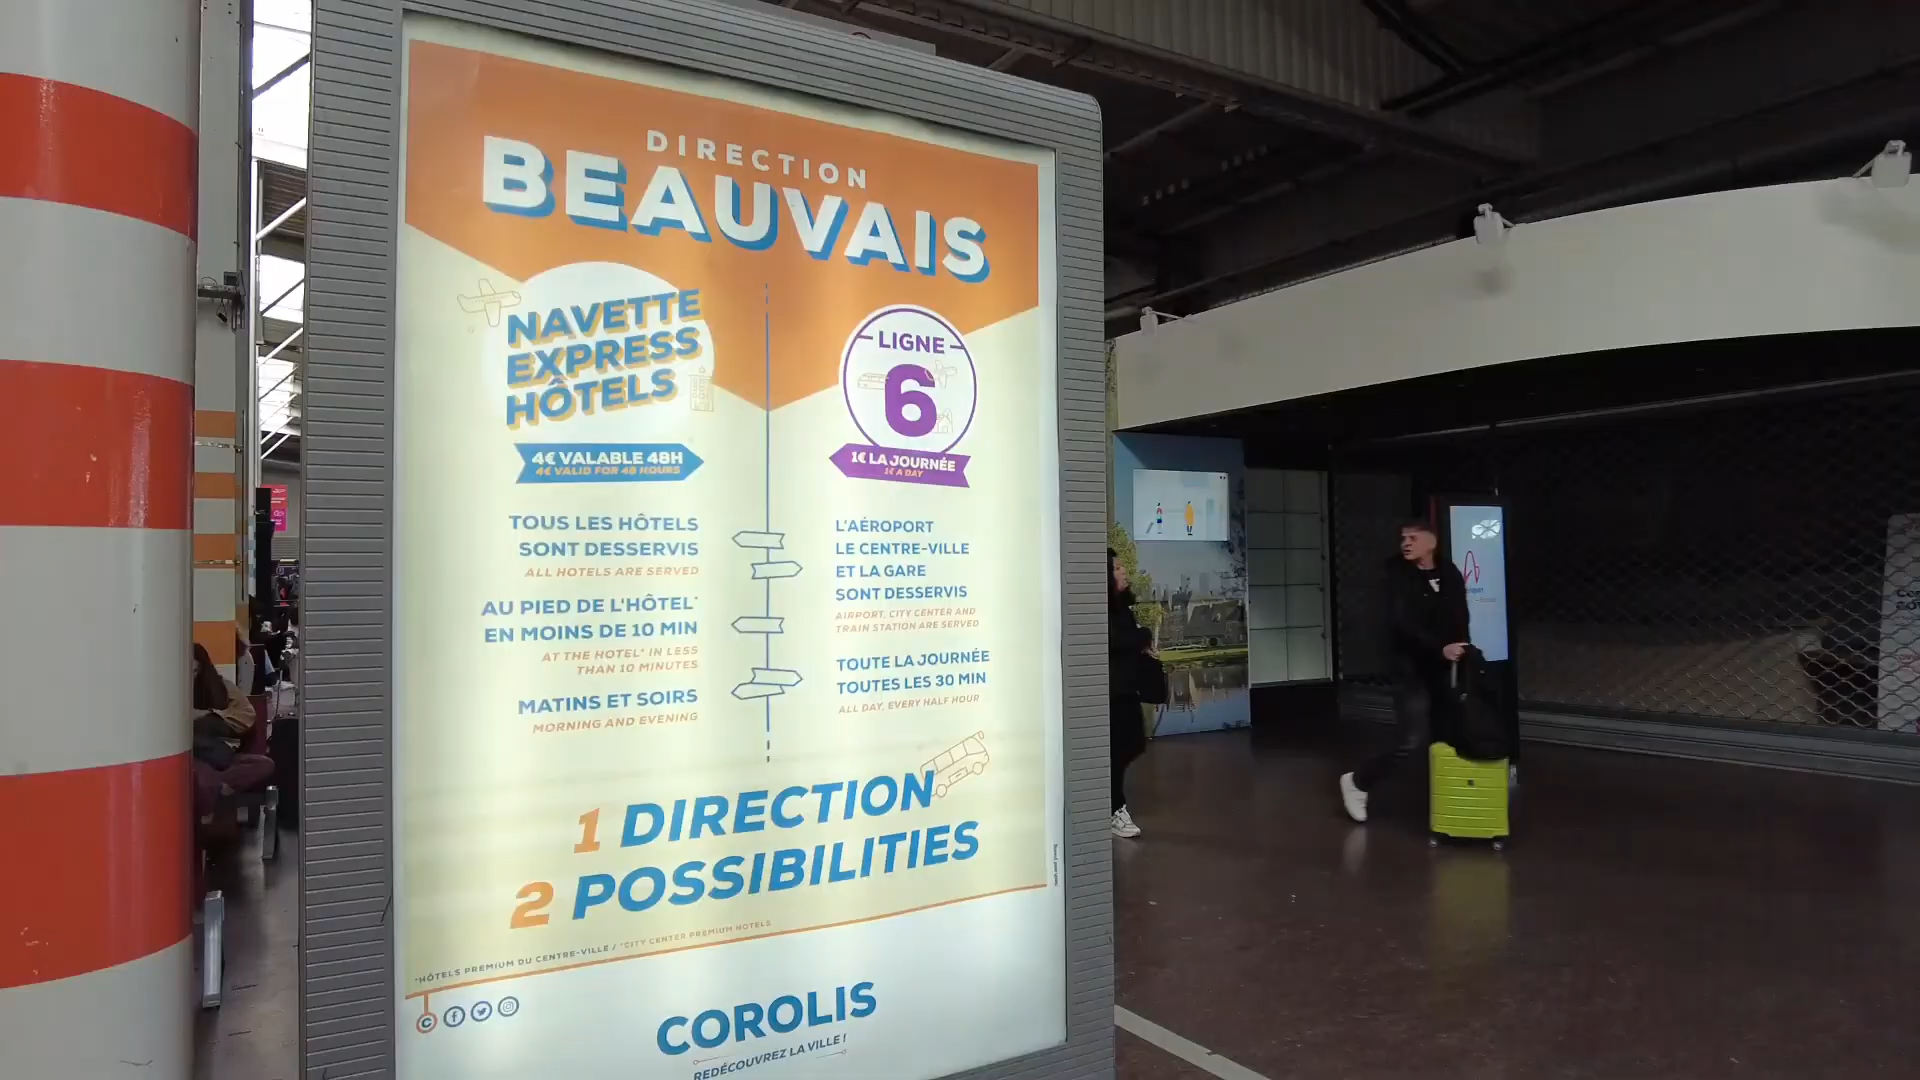 DIRECTION
BEAUVAIS
NAVETTE
EXPRESS
HÔTELS
4€ VALABLE 48H
4€ VALID FOR 48 HOURS
TOUS LES HÔTELS
SONT DESSERVIS
ALL HOTELS ARE SERVED
AU PIED DE L'HÔTEL*
EN MOINS DE 10 MIN
AT THE HOTEL* IN LESS
THAN 10 MINUTES
MATINS ET SOIRS
MORNING AND EVENING
LIGNE
6
1€ LA JOURNÉE
1€ A DAY
L'AÉROPORT
LE CENTRE-VILLE
ET LA GARE
SONT DESSERVIS
AIRPORT, CITY CENTER AND
TRAIN STATION ARE SERVED
TOUTE LA JOURNÉE
TOUTES LES 30 MIN
ALL DAY, EVERY HALF HOUR
1 DIRECTION
2 POSSIBILITIES
*HÔTELS PREMIUM DU CENTRE-VILLE / *CITY CENTER PREMIUM HOTELS
COROLIS
REDÉCOUVREZ LA VILLE !